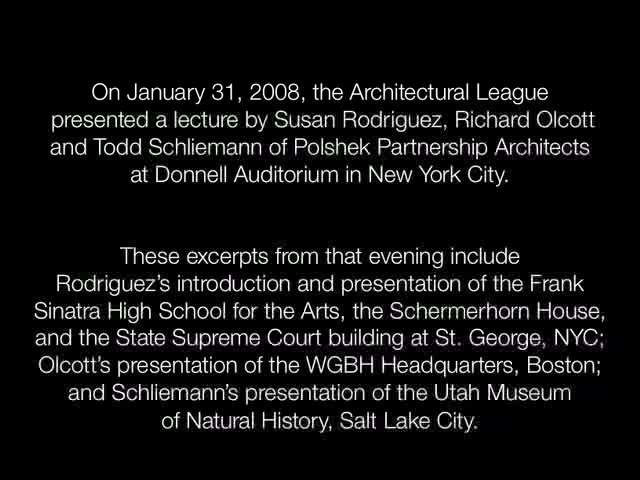 On January 31, 2008, the Architectural League
presented a lecture by Susan Rodriguez, Richard Olcott
and Todd Schliemann of Polshek Partnership Architects
at Donnell Auditorium in New York City.
These excerpts from that evening include
Rodriguez's introduction and presentation of the Frank
Sinatra High School for the Arts, the Schermerhorn House,
and the State Supreme Court building at St. George, NYC;
Olcott's presentation of the WGBH Headquarters, Boston;
and Schliemann's presentation of the Utah Museum
of Natural History, Salt Lake City.